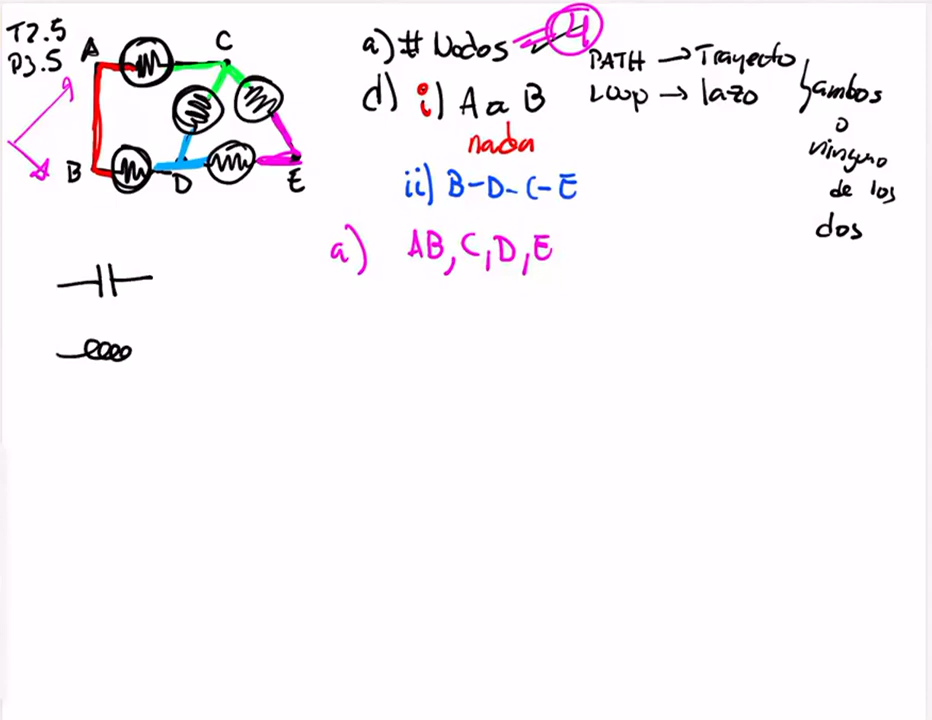 T2.5
P3.5
A
C
B
D
E
a) # Nodos 4
d) i) A a B
nada
ii) B-D-C-E
a) AB, C, D, E
PATH → Trayecto
Loop → lazo
ambos
o
ninguno
de los
dos